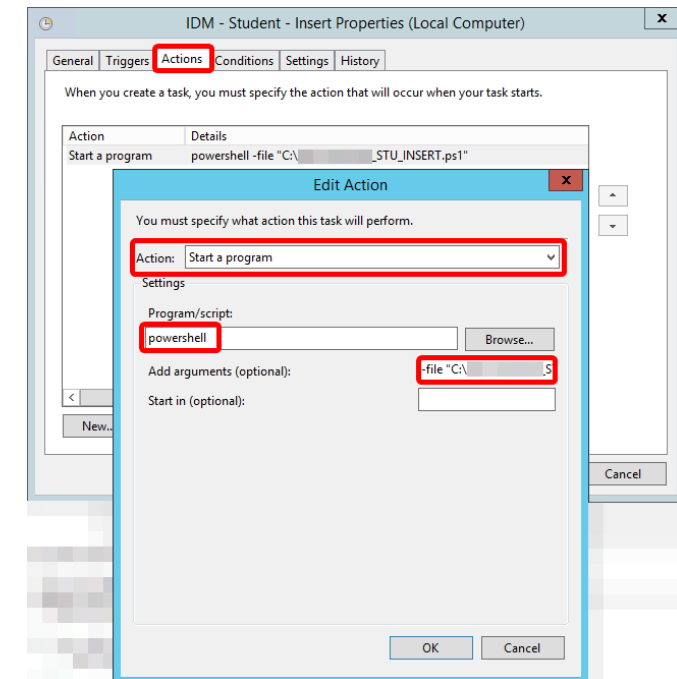 IDM - Student - Insert Properties (Local Computer)
x
General Triggers Actions Conditions Settings History
When you create a task, you must specify the action that will occur when your task starts.
Action Details
Start a program powershell -file "C:\ _STU_INSERT.ps1"
Edit Action
x
You must specify what action this task will perform.
Action: Start a program
Settings
Program/script:
powershell
Browse...
Add arguments (optional): -file "C:\ _S
Start in (optional):
New..
Cancel
OK Cancel